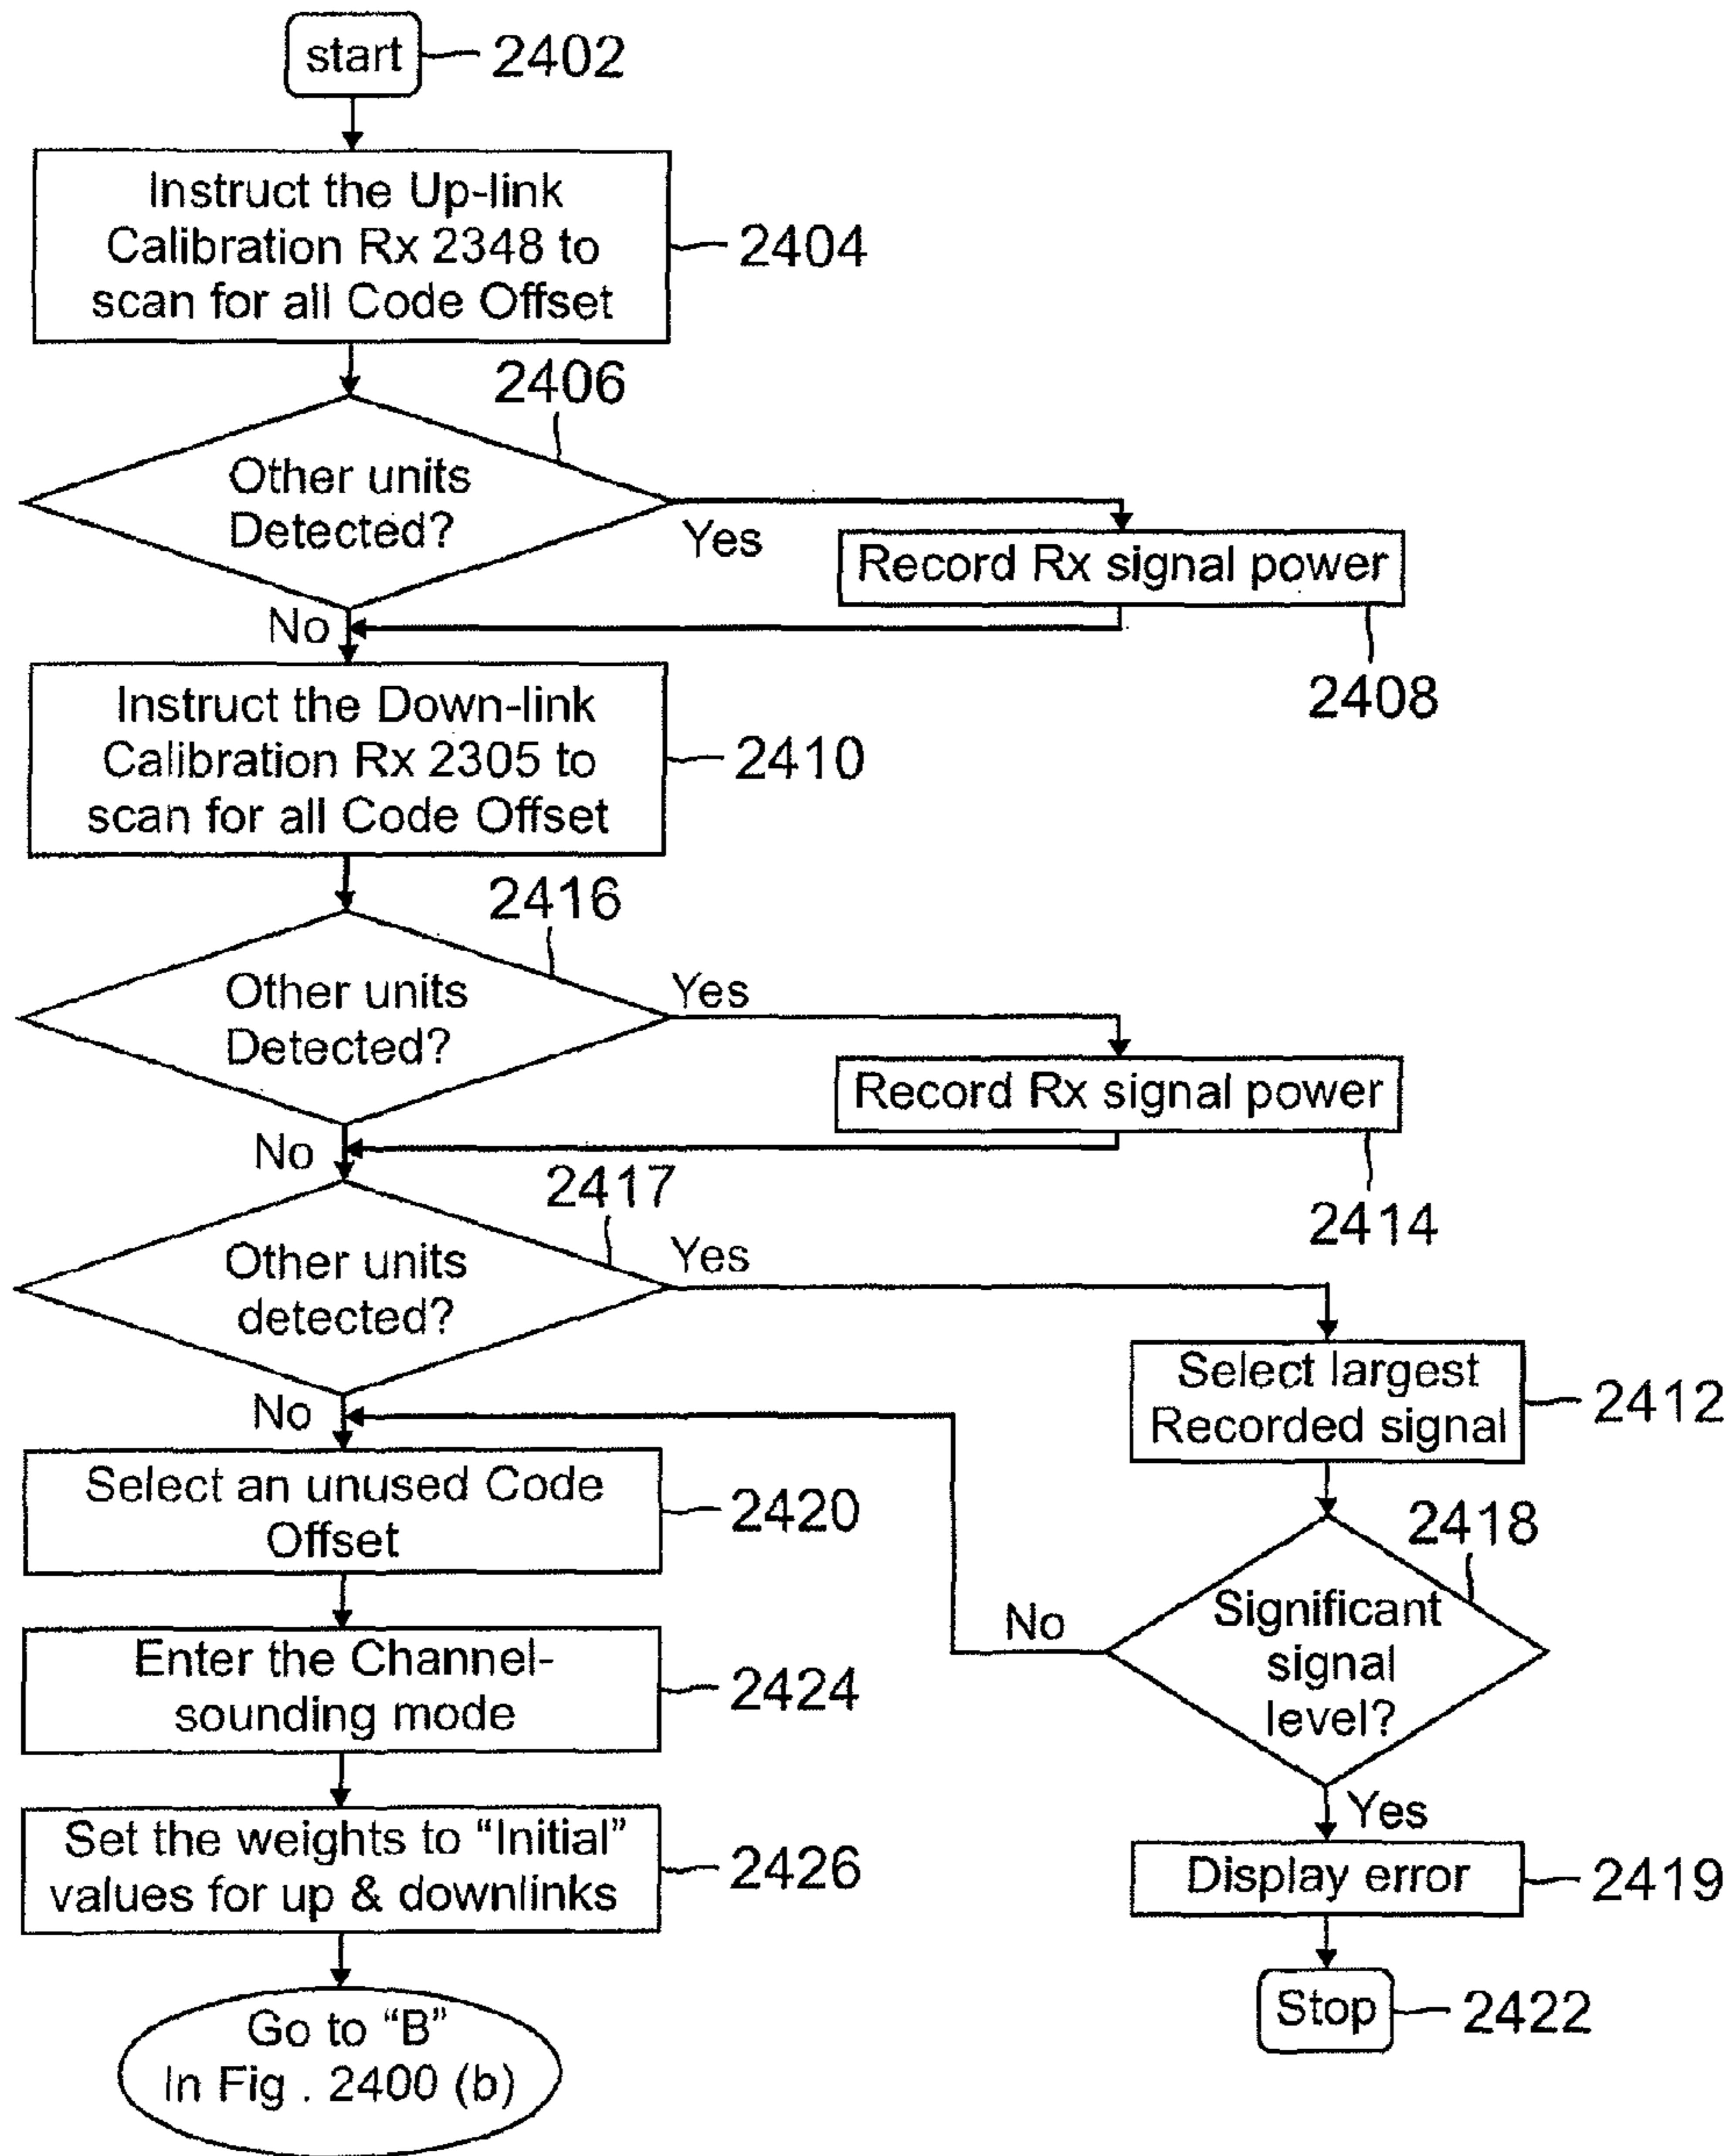 start
2402
Instruct the Up-link
Calibration Rx 2348 to
scan for all Code Offset
2404
2406
Other units
Detected?
Yes
Record Rx signal power
2408
No
Instruct the Down-link
Calibration Rx 2305 to
scan for all Code Offset
2410
2416
Other units
Detected?
Yes
Record Rx signal power
2414
No
2417
Other units
detected?
Yes
Select largest
Recorded signal
2412
No
Select an unused Code
Offset
2420
2418
Significant
signal
level?
No
Enter the Channel-
sounding mode
2424
Yes
Set the weights to “Initial”
values for up & downlinks
2426
Display error
2419
Go to “B”
In Fig . 2400 (b)
Stop
2422